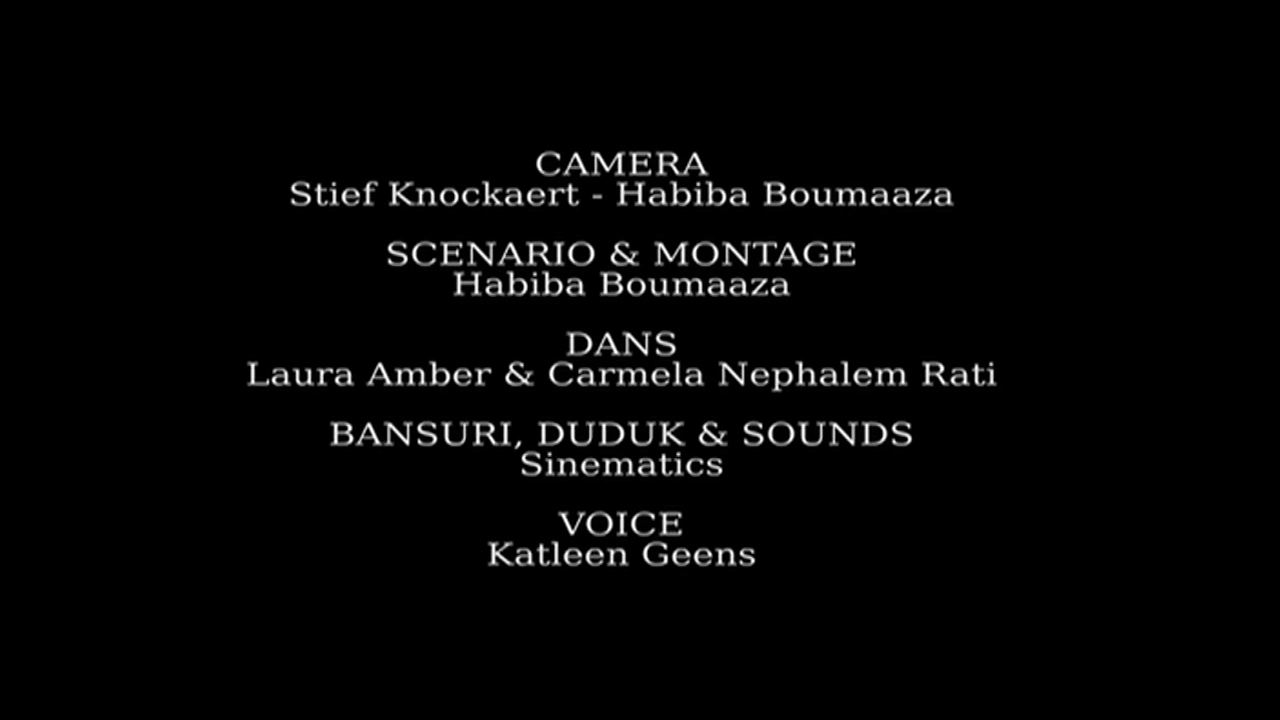 CAMERA
Stief Knockaert - Habiba Boumaaza
SCENARIO & MONTAGE
Habiba Boumaaza
DANS
Laura Amber & Carmela Nephalem Rati
BANSURI, DUDUK & SOUNDS
Sinematics
VOICE
Katleen Geens